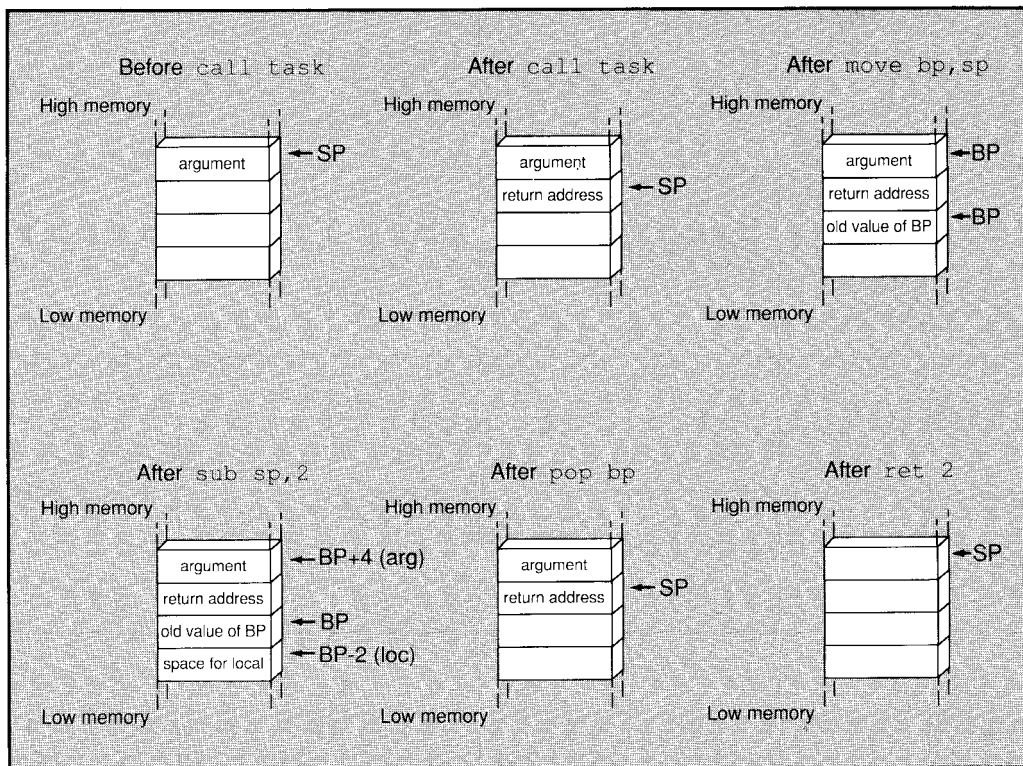 Before call task
High memory
argument
SP
Low memory
After call task
High memory
argument
return address
SP
Low memory
After move bp,sp
High memory
argument
return address
old value of BP
BP
BP
Low memory
After sub sp,2
High memory
argument
return address
old value of BP
space for local
BP+4 (arg)
BP
BP-2 (loc)
Low memory
After pop bp
High memory
argument
return address
SP
Low memory
After ret 2
High memory
SP
Low memory